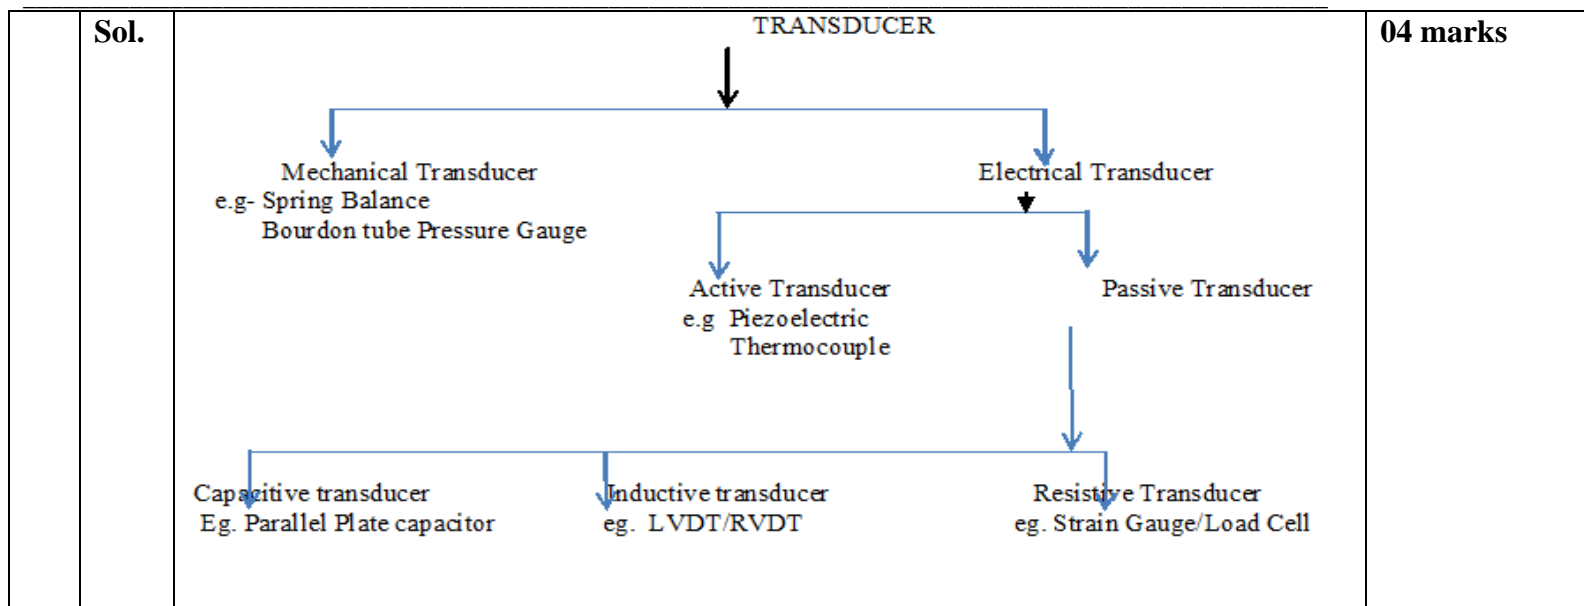 Sol.
TRANSDUCER
04 marks
Mechanical Transducer
Electrical Transducer
e.g- Spring Balance
Bourdon tube Pressure Gauge
Active Transducer
Passive Transducer
e.g Piezoelectric
Thermocouple
Capacitive transducer
Inductive transducer
Resistive Transducer
Eg. Parallel Plate capacitor
eg. LVDT/RVDT
eg. Strain Gauge/Load Cell